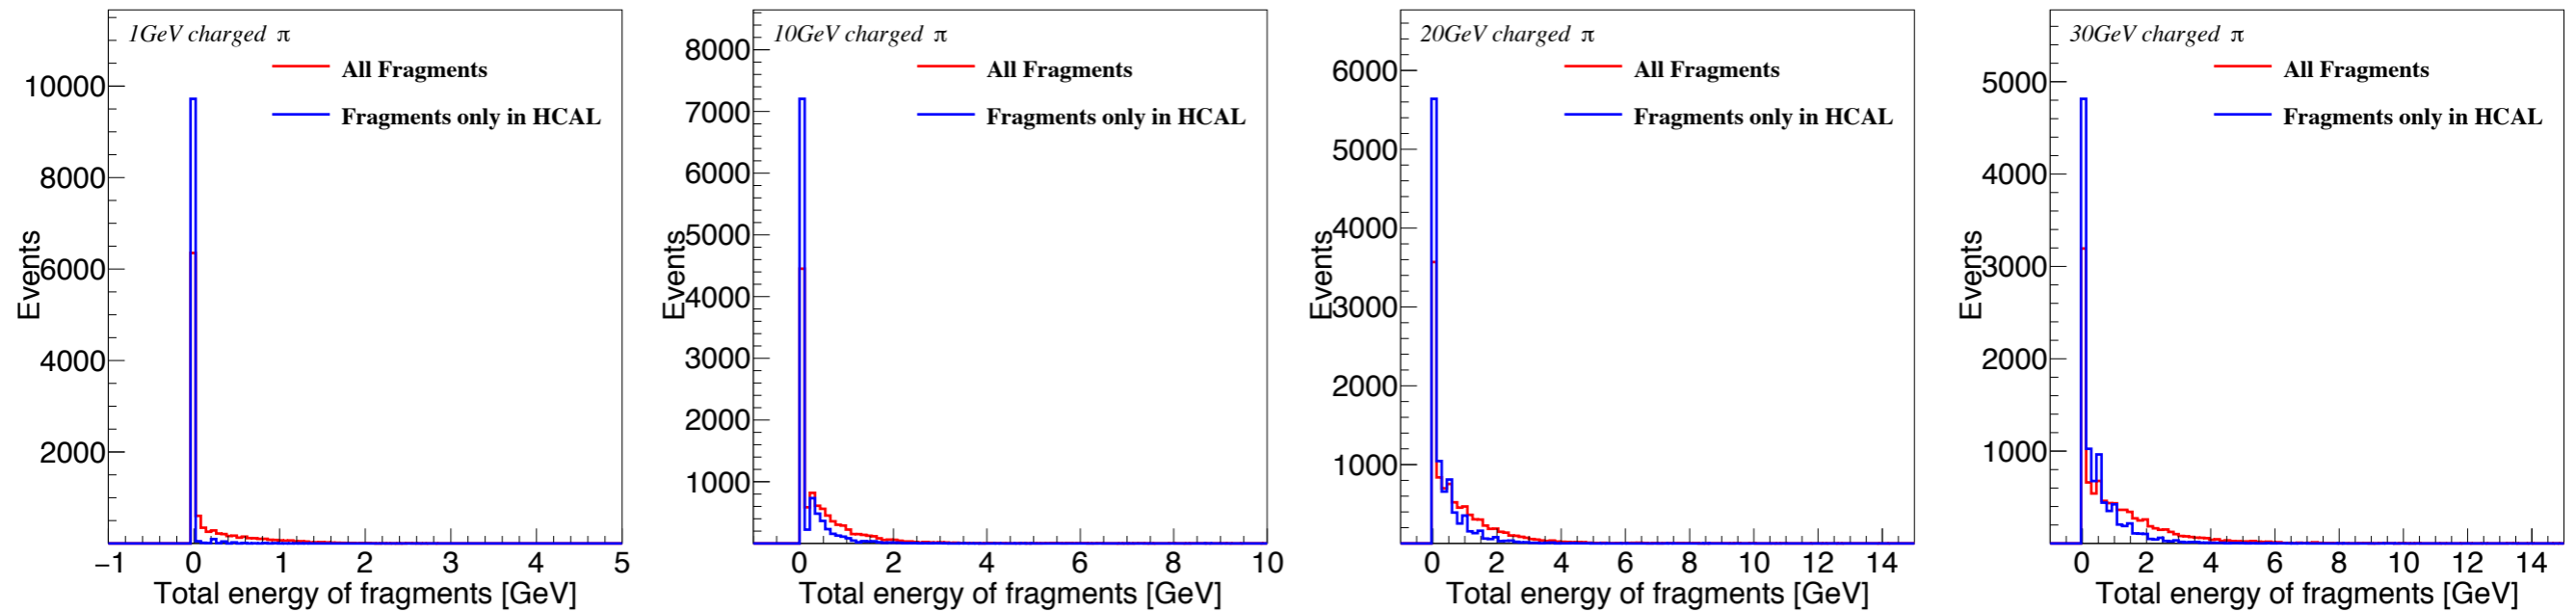 1GeV charged π
All Fragments
Fragments only in HCAL
10000
8000
6000
4000
2000
Events
−1 0 1 2 3 4 5
Total energy of fragments [GeV]
10GeV charged π
All Fragments
Fragments only in HCAL
8000
7000
6000
5000
4000
3000
2000
1000
Events
0 2 4 6 8 10
Total energy of fragments [GeV]
20GeV charged π
All Fragments
Fragments only in HCAL
6000
5000
4000
3000
2000
1000
Events
0 2 4 6 8 10 12 14
Total energy of fragments [GeV]
30GeV charged π
All Fragments
Fragments only in HCAL
5000
4000
3000
2000
1000
Events
0 2 4 6 8 10 12 14
Total energy of fragments [GeV]